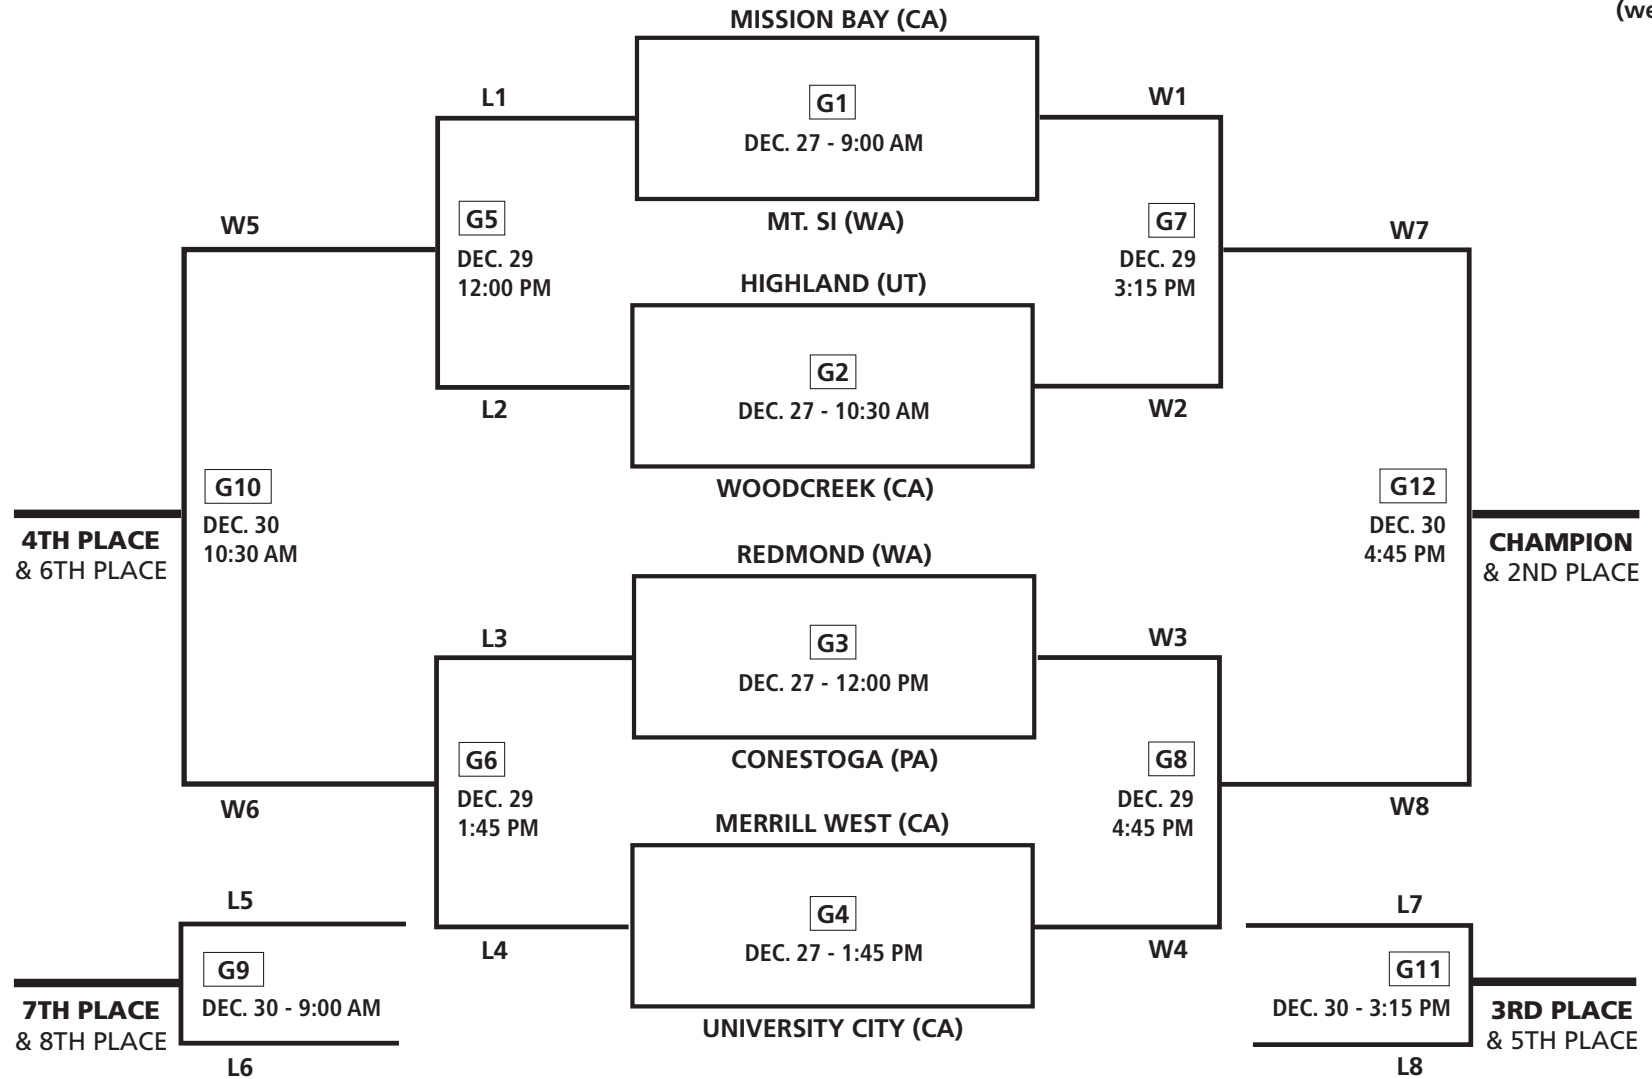 (we
MISSION BAY (CA)
L1
G1
W1
DEC. 27 - 9:00 AM
W5
G5
MT. SI (WA)
G7
W7
DEC. 29
12:00 PM
HIGHLAND (UT)
DEC. 29
3:15 PM
G2
L2
DEC. 27 - 10:30 AM
W2
G10
WOODCREEK (CA)
G12
4TH PLACE
& 6TH PLACE
DEC. 30
10:30 AM
REDMOND (WA)
DEC. 30
4:45 PM
CHAMPION
& 2ND PLACE
L3
G3
W3
DEC. 27 - 12:00 PM
G6
CONESTOGA (PA)
G8
W6
DEC. 29
1:45 PM
MERRILL WEST (CA)
DEC. 29
4:45 PM
W8
L5
G4
L7
L4
DEC. 27 - 1:45 PM
W4
G9
G11
7TH PLACE
& 8TH PLACE
DEC. 30 - 9:00 AM
UNIVERSITY CITY (CA)
DEC. 30 - 3:15 PM
3RD PLACE
& 5TH PLACE
L6
L8